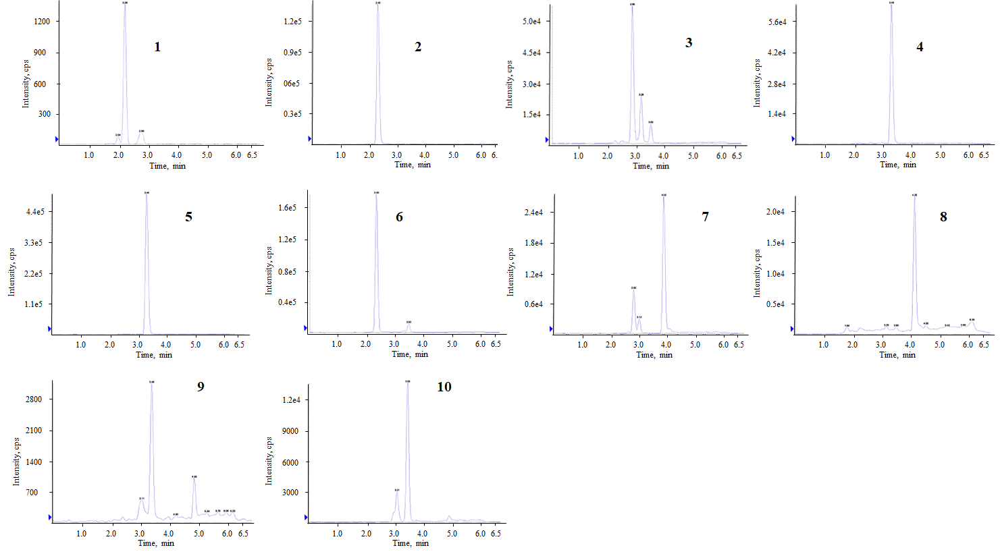 1200
900
600
300
Intensity, cps
1
1.0 2.0 3.0 4.0 5.0 6.0 6.5
Time, min
1.2e5
0.9e5
06e5
0.3e5
Intensity, cps
2
1.0 2.0 3.0 4.0 5.0 6.0 6.
Time, min
5.0e4
4.5e4
3.0e4
1.5e4
Intensity, cps
3
1.0 2.0 3.0 4.0 5.0 6.0 6.5
Time, min
5.6e4
4.2e4
2.8e4
1.4e4
Intensity, cps
4
1.0 2.0 3.0 4.0 5.0 6.0 6.5
Time, min
4.4e5
3.3e5
2.2e5
1.1e5
Intensity, cps
5
1.0 2.0 3.0 4.0 5.0 6.0 6.5
Time, min
1.6e5
1.2e5
0.8e5
0.4e5
Intensity, cps
6
1.0 2.0 3.0 4.0 5.0 6.0 6.5
Time, min
2.4e4
1.8e4
1.2e4
0.6e4
Intensity, cps
7
1.0 2.0 3.0 4.0 5.0 6.0 6.5
Time, min
2.0e4
1.5e4
1.0e4
0.5e4
Intensity, cps
8
1.0 2.0 3.0 4.0 5.0 6.0 6.5
Time, min
2800
2100
1400
700
Intensity, cps
9
1.0 2.0 3.0 4.0 5.0 6.0 6.5
Time, min
1.2e4
9000
6000
3000
Intensity, cps
10
1.0 2.0 3.0 4.0 5.0 6.0 6.5
Time, min